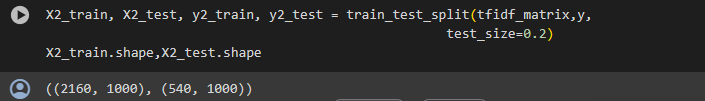 X2_train, X2_test, y2_train, y2_test = train_test_split(tfidf_matrix,y,
test_size=0.2)
X2_train.shape,X2_test.shape
((2160, 1000), (540, 1000))